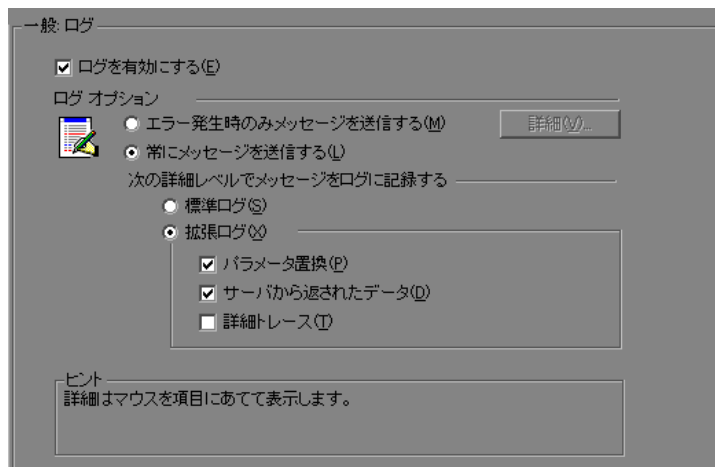 一般: ログ
ログを有効にする(E)
ログ オプション
エラー発生時のみメッセージを送信する(M)
詳細(V)...
常にメッセージを送信する(L)
次の詳細レベルでメッセージをログに記録する
標準ログ(S)
拡張ログ(X)
パラメータ置換(P)
サーバから返されたデータ(D)
詳細トレース(T)
ヒント
詳細はマウスを項目にあてて表示します。